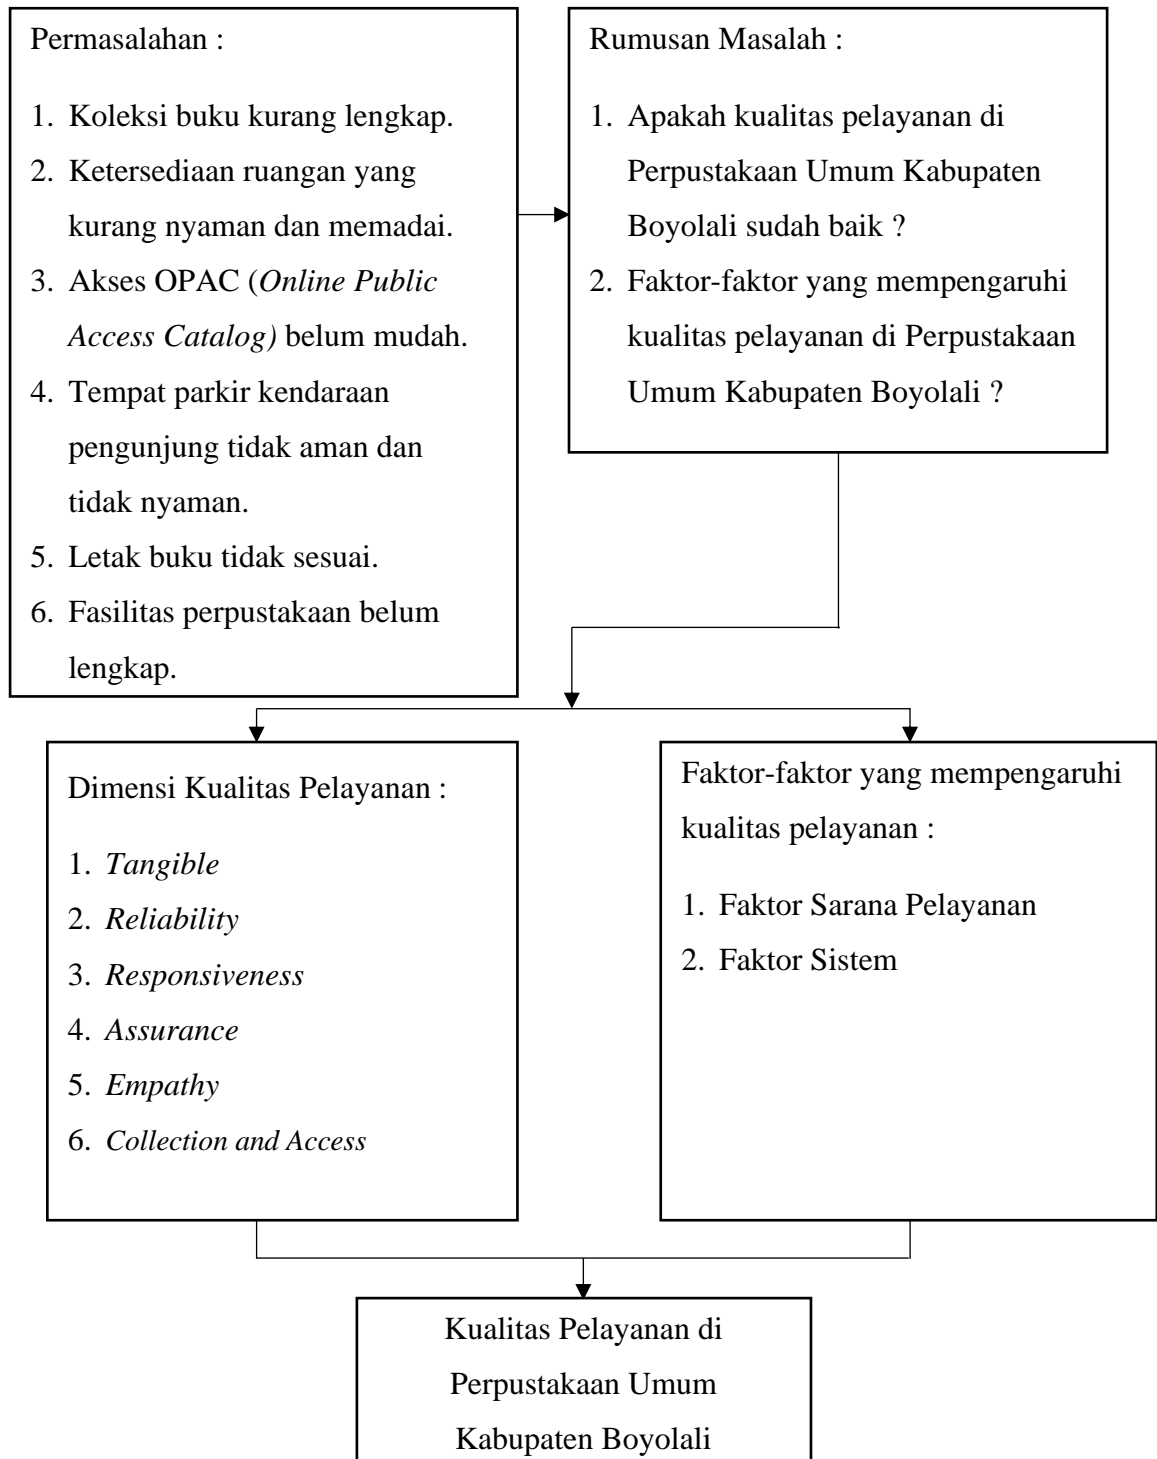 Permasalahan :
1. Koleksi buku kurang lengkap.
2. Ketersediaan ruangan yang
kurang nyaman dan memadai.
3. Akses OPAC (Online Public
Access Catalog) belum mudah.
4. Tempat parkir kendaraan
pengunjung tidak aman dan
tidak nyaman.
5. Letak buku tidak sesuai.
6. Fasilitas perpustakaan belum
lengkap.
Rumusan Masalah :
1. Apakah kualitas pelayanan di
Perpustakaan Umum Kabupaten
Boyolali sudah baik ?
2. Faktor-faktor yang mempengaruhi
kualitas pelayanan di Perpustakaan
Umum Kabupaten Boyolali ?
Dimensi Kualitas Pelayanan :
1. Tangible
2. Reliability
3. Responsiveness
4. Assurance
5. Empathy
6. Collection and Access
Faktor-faktor yang mempengaruhi
kualitas pelayanan :
1. Faktor Sarana Pelayanan
2. Faktor Sistem
Kualitas Pelayanan di
Perpustakaan Umum
Kabupaten Boyolali